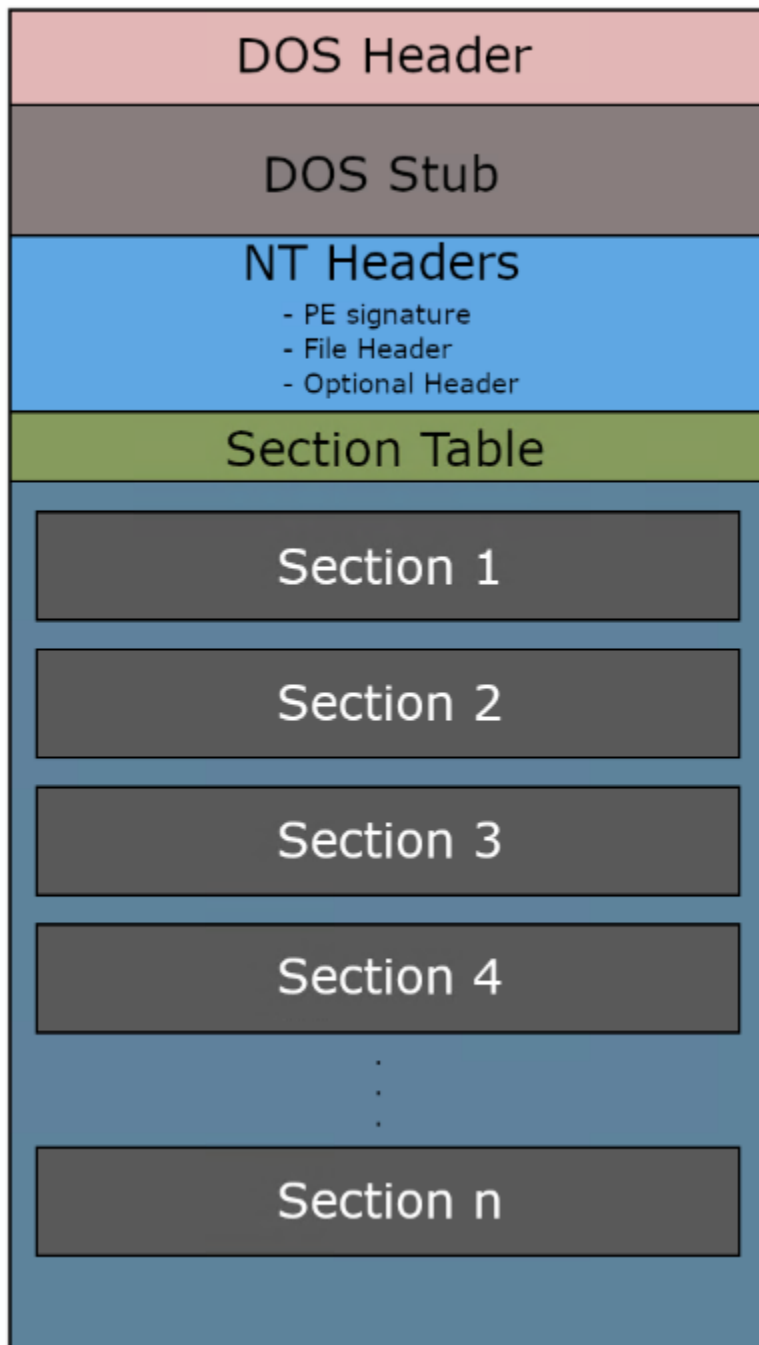 DOS Header
DOS Stub
NT Headers
- PE signature
- File Header
- Optional Header
Section Table
Section 1
Section 2
Section 3
Section 4
.
.
.
Section n